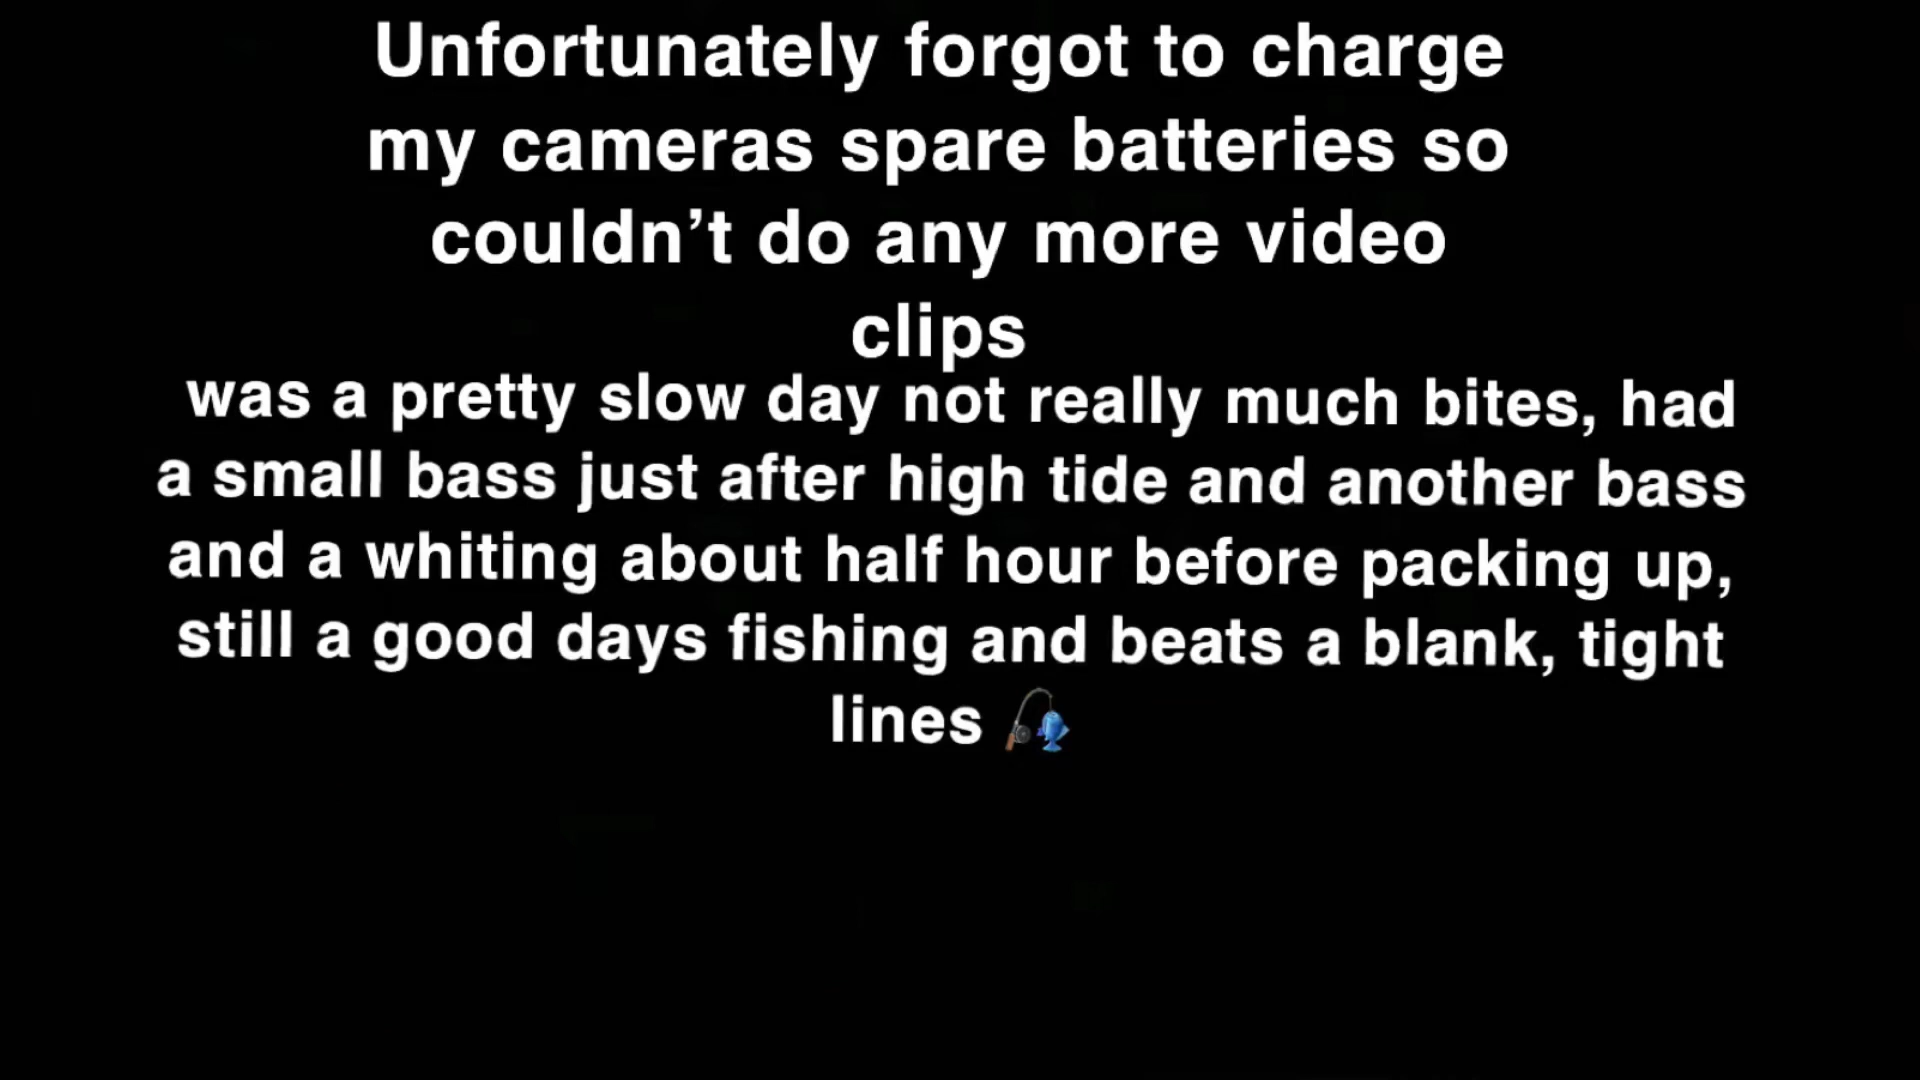 Unfortunately forgot to charge
my cameras spare batteries so
couldn’t do any more video
clips
was a pretty slow day not really much bites, had
a small bass just after high tide and another bass
and a whiting about half hour before packing up,
still a good days fishing and beats a blank, tight
lines 🎣